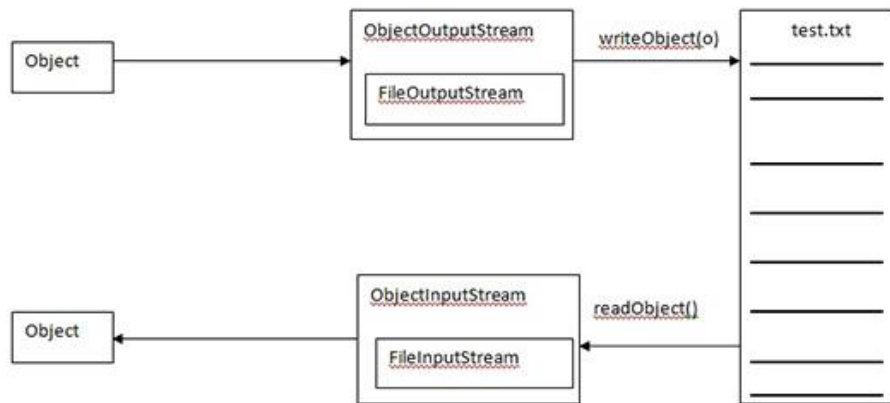 Object
ObjectOutputStream
FileOutputStream
writeObject(o)
test.txt
Object
ObjectInputStream
FileInputStream
readObject()